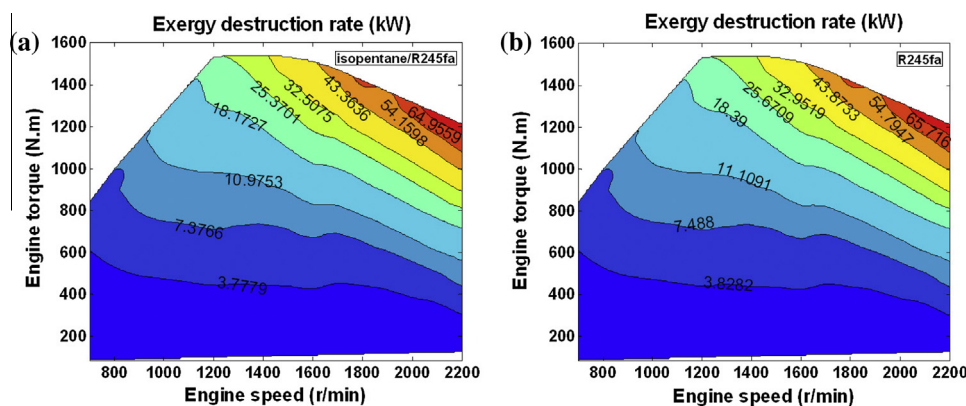 Exergy destruction rate (kW)
(a)
isopentane/R245fa
1600
1400
1200
1000
800
600
400
200
Engine torque (N.m)
64.9559
54.1598
43.3636
32.5075
25.3701
18.1727
10.9753
7.3766
3.7779
800 1000 1200 1400 1600 1800 2000 2200
Engine speed (r/min)
Exergy destruction rate (kW)
(b)
R245fa
1600
1400
1200
1000
800
600
400
200
Engine torque (N.m)
65.716
54.7947
43.8733
32.9519
25.6709
18.39
11.1091
7.488
3.8282
800 1000 1200 1400 1600 1800 2000 2200
Engine speed (r/min)